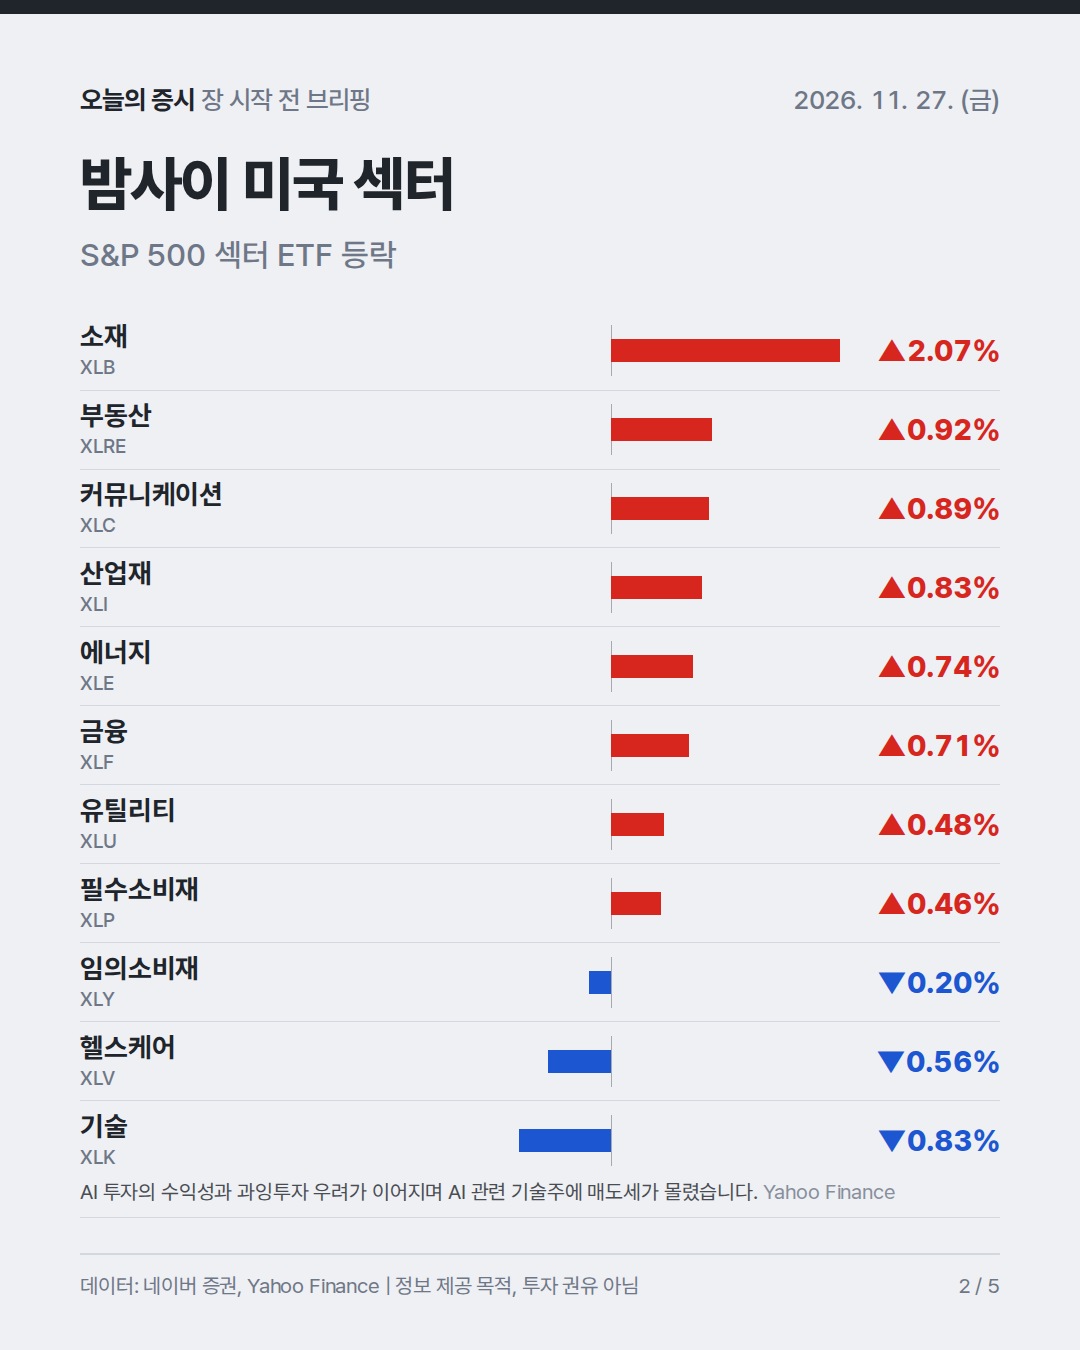 오늘의 증시 장 시작 전 브리핑
2026. 11. 27. (금)
밤사이 미국 섹터
S&P 500 섹터 ETF 등락
소재
XLB
▲2.07%
부동산
XLRE
▲0.92%
커뮤니케이션
XLC
▲0.89%
산업재
XLI
▲0.83%
에너지
XLE
▲0.74%
금융
XLF
▲0.71%
유틸리티
XLU
▲0.48%
필수소비재
XLP
▲0.46%
임의소비재
XLY
▼0.20%
헬스케어
XLV
▼0.56%
기술
XLK
▼0.83%
AI 투자의 수익성과 과잉투자 우려가 이어지며 AI 관련 기술주에 매도세가 몰렸습니다. Yahoo Finance
데이터: 네이버 증권, Yahoo Finance | 정보 제공 목적, 투자 권유 아님
2 / 5